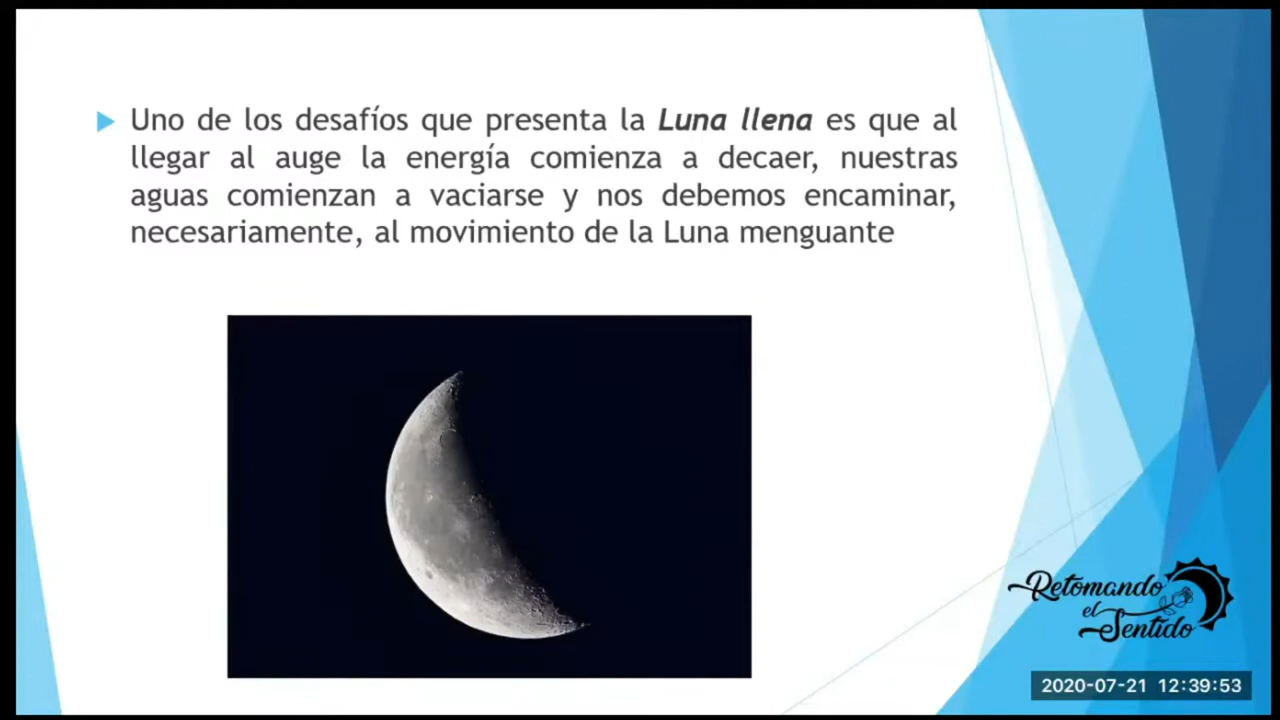 Uno de los desafíos que presenta la Luna llena es que al
llegar al auge la energía comienza a decaer, nuestras
aguas comienzan a vaciarse y nos debemos encaminar,
necesariamente, al movimiento de la Luna menguante
Retomando
el
Sentido
2020-07-21 12:39:53